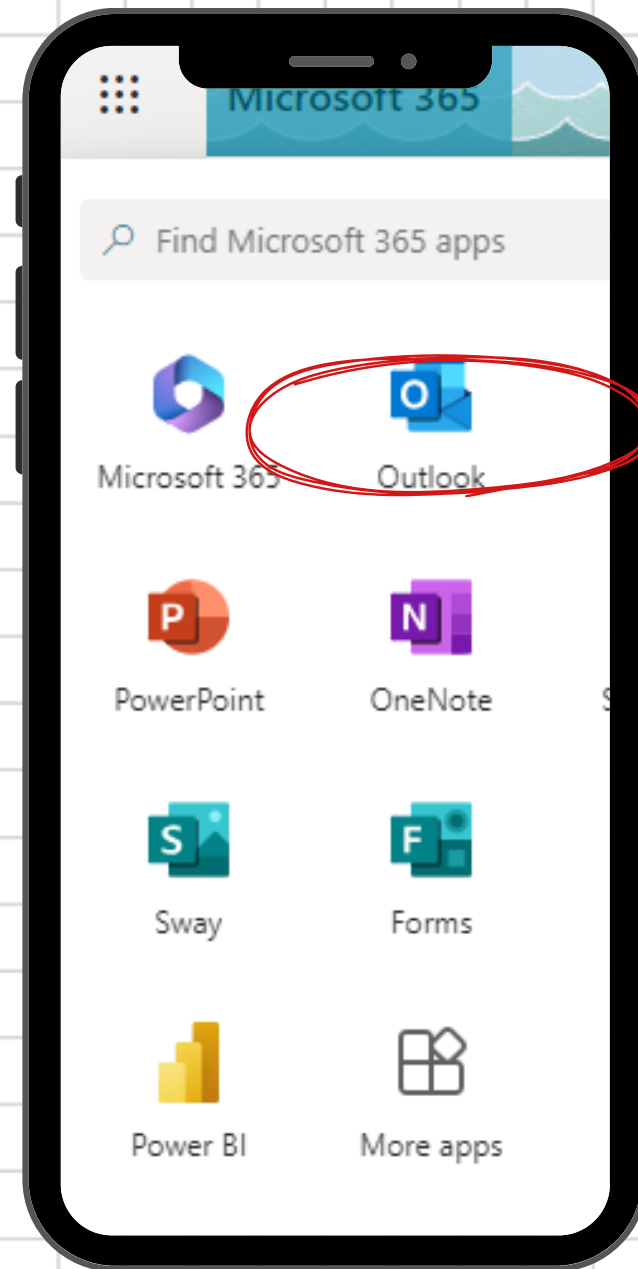 Microsoft 365
Find Microsoft 365 apps
Microsoft 365 Outlook
PowerPoint OneNote S
Sway Forms
Power BI More apps